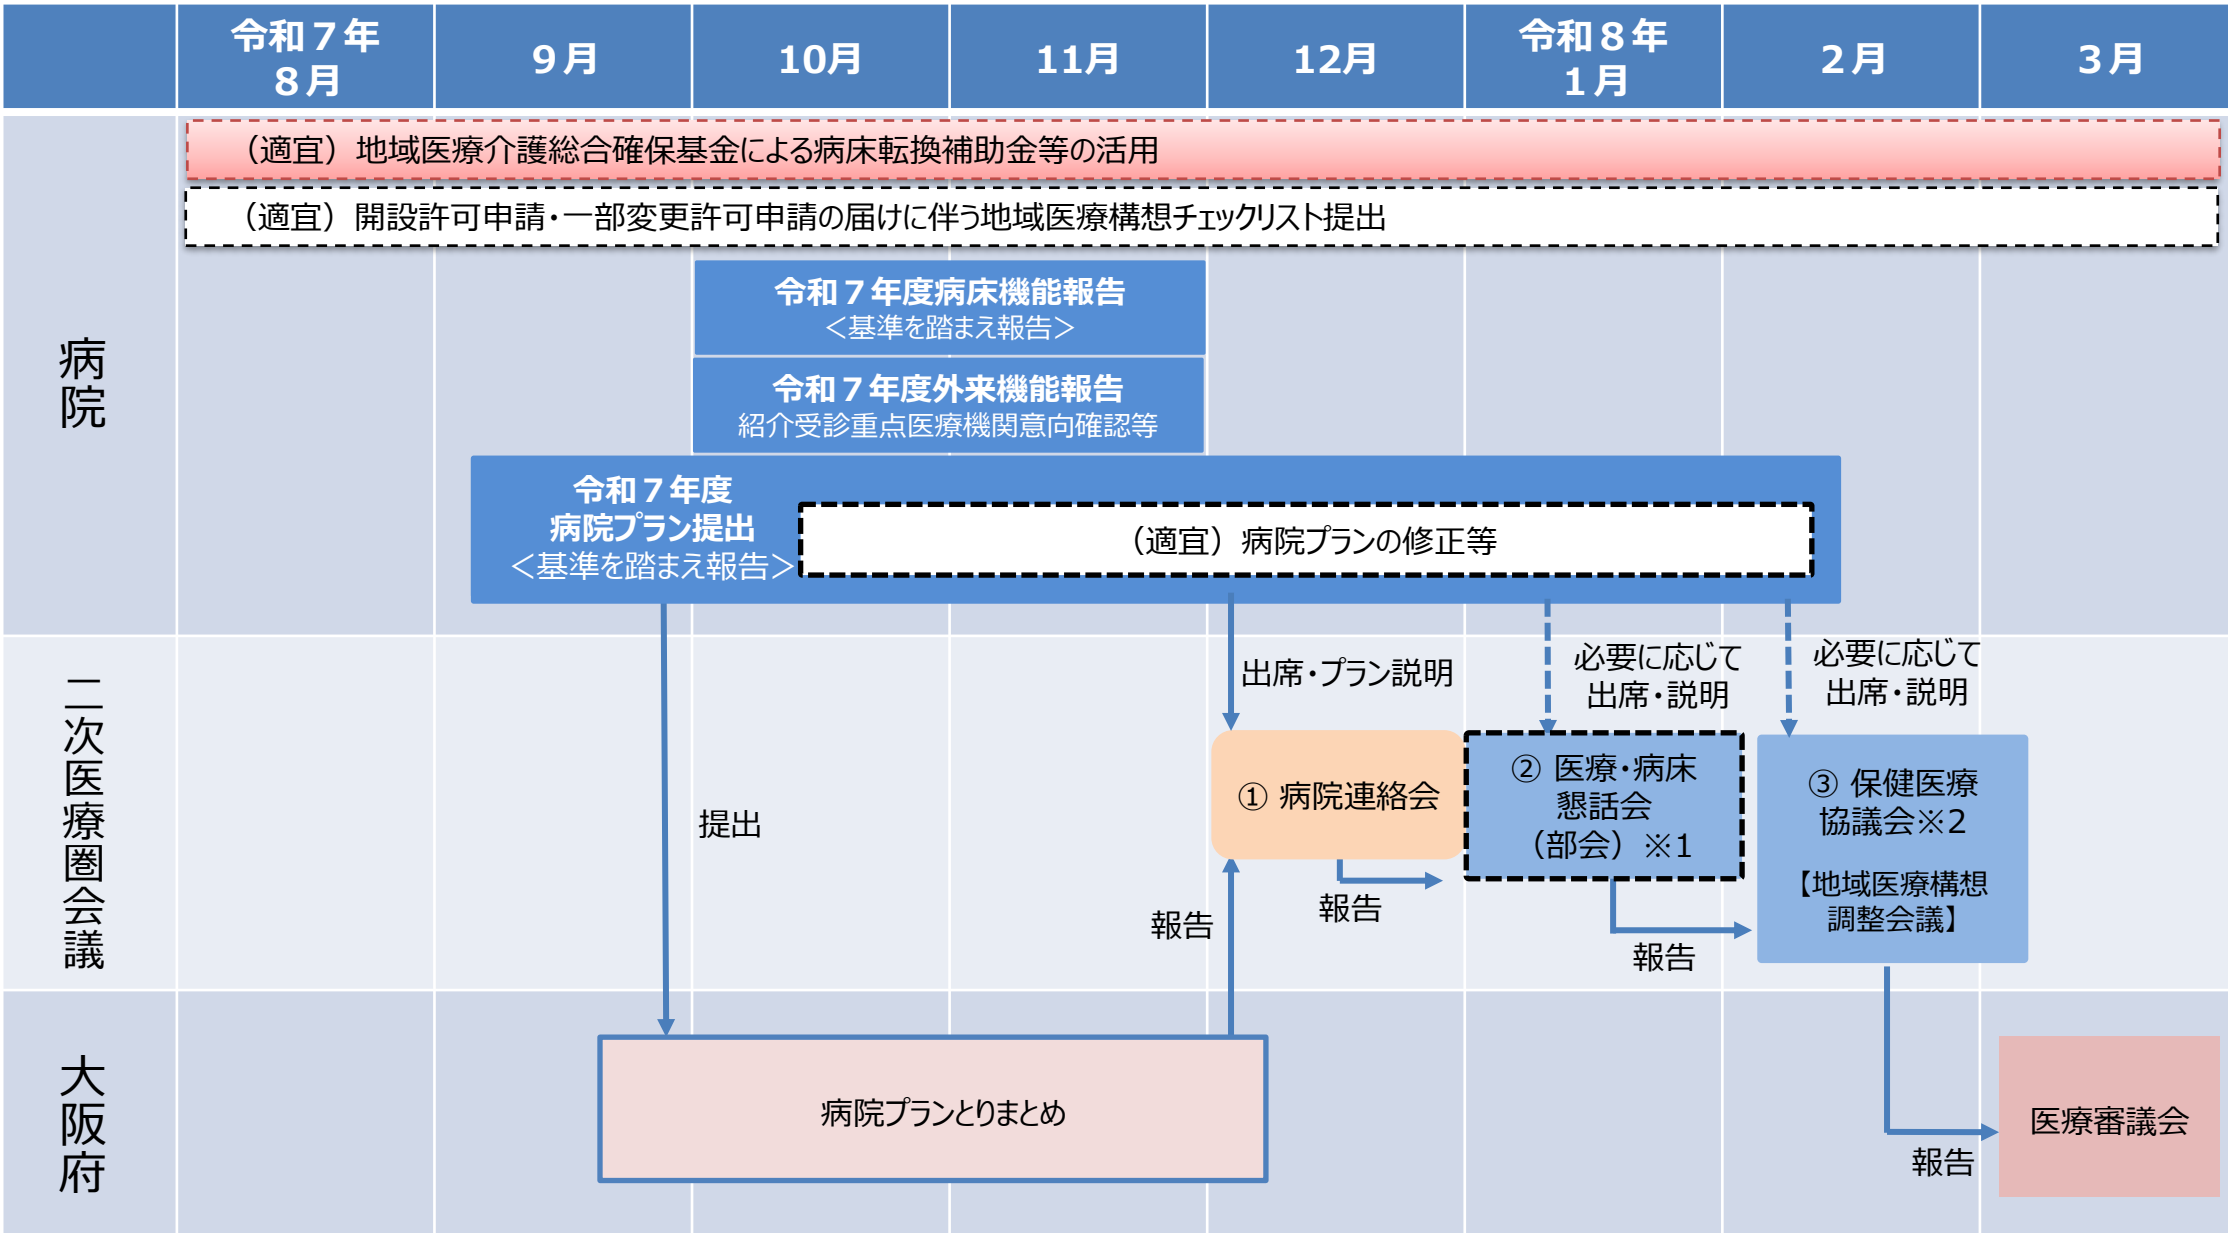 令和７年
８月
９月
10月
11月
12月
令和８年
１月
２月
３月
病院
（適宜）地域医療介護総合確保基金による病床転換補助金等の活用
（適宜）開設許可申請・一部変更許可申請の届けに伴う地域医療構想チェックリスト提出
令和７年度病床機能報告
＜基準を踏まえ報告＞
令和７年度外来機能報告
紹介受診重点医療機関意向確認等
令和７年度
病院プラン提出
＜基準を踏まえ報告＞
（適宜）病院プランの修正等
二次医療圏会議
提出
出席・プラン説明
必要に応じて
出席・説明
必要に応じて
出席・説明
① 病院連絡会
② 医療・病床
懇話会
（部会）※1
③ 保健医療
協議会※2
【地域医療構想
調整会議】
報告
報告
報告
大阪府
病院プランとりまとめ
医療審議会
報告